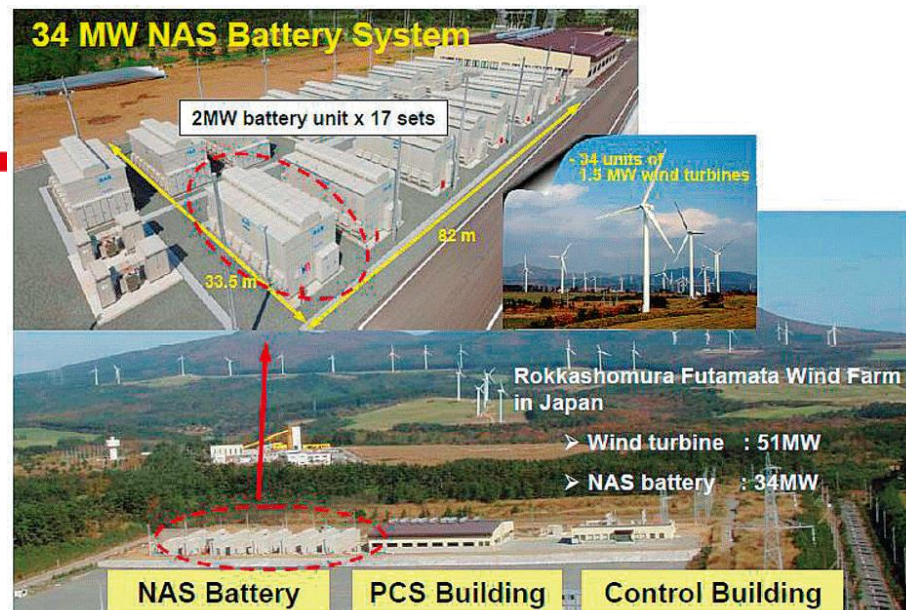 34 MW NAS Battery System
2MW battery unit x 17 sets
- 34 units of
1.5 MW wind turbines
82 m
33.5 m
Rokkashomura Futamata Wind Farm
in Japan
➢ Wind turbine : 51MW
➢ NAS battery : 34MW
NAS Battery
PCS Building
Control Building